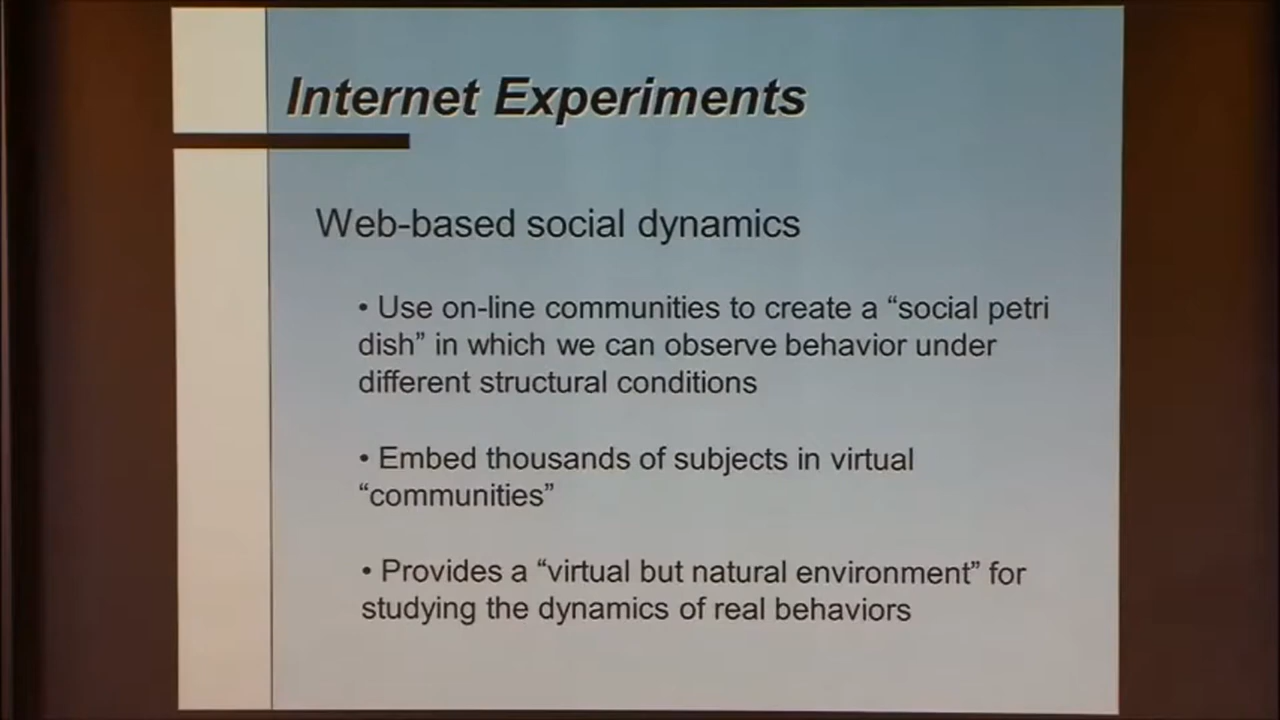 Internet Experiments
Web-based social dynamics
• Use on-line communities to create a “social petri
dish” in which we can observe behavior under
different structural conditions
• Embed thousands of subjects in virtual
“communities”
• Provides a “virtual but natural environment” for
studying the dynamics of real behaviors